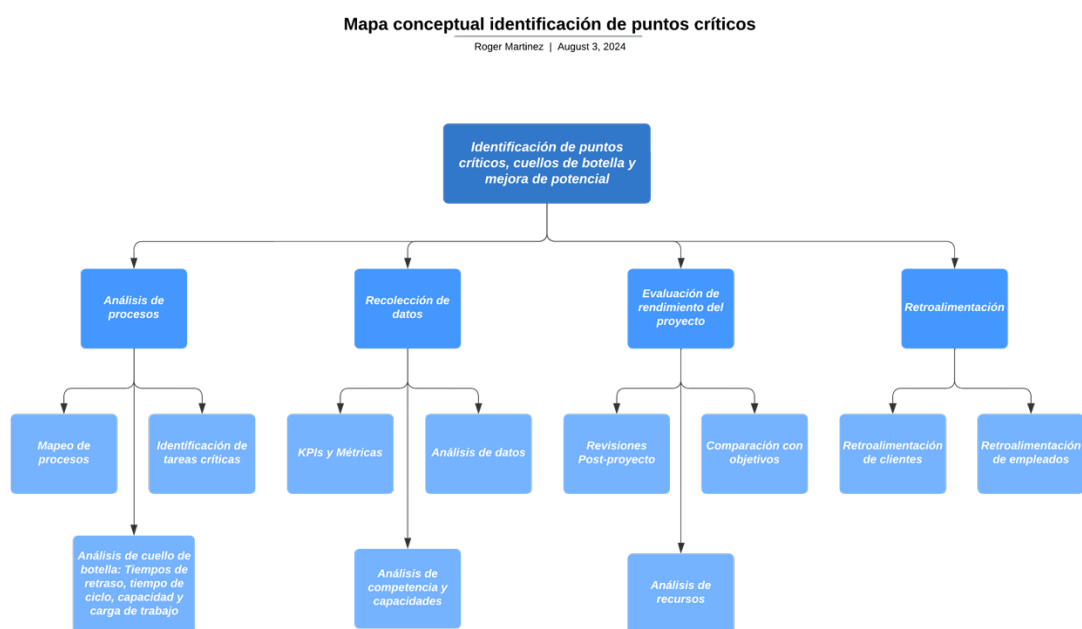 Mapa conceptual identificación de puntos críticos
Roger Martinez | August 3, 2024
Identificación de puntos
críticos, cuellos de botella y
mejora de potencial
Análisis de
procesos
Recolección de
datos
Evaluación de
rendimiento del
proyecto
Retroalimentación
Mapeo de
procesos
Identificación de
tareas críticas
KPIs y Métricas
Análisis de datos
Revisiones
Post-proyecto
Comparación con
objetivos
Retroalimentación
de clientes
Retroalimentación
de empleados
Análisis de cuello de
botella: Tiempos de
retraso, tiempo de
ciclo, capacidad y
carga de trabajo
Análisis de
competencia y
capacidades
Análisis de
recursos